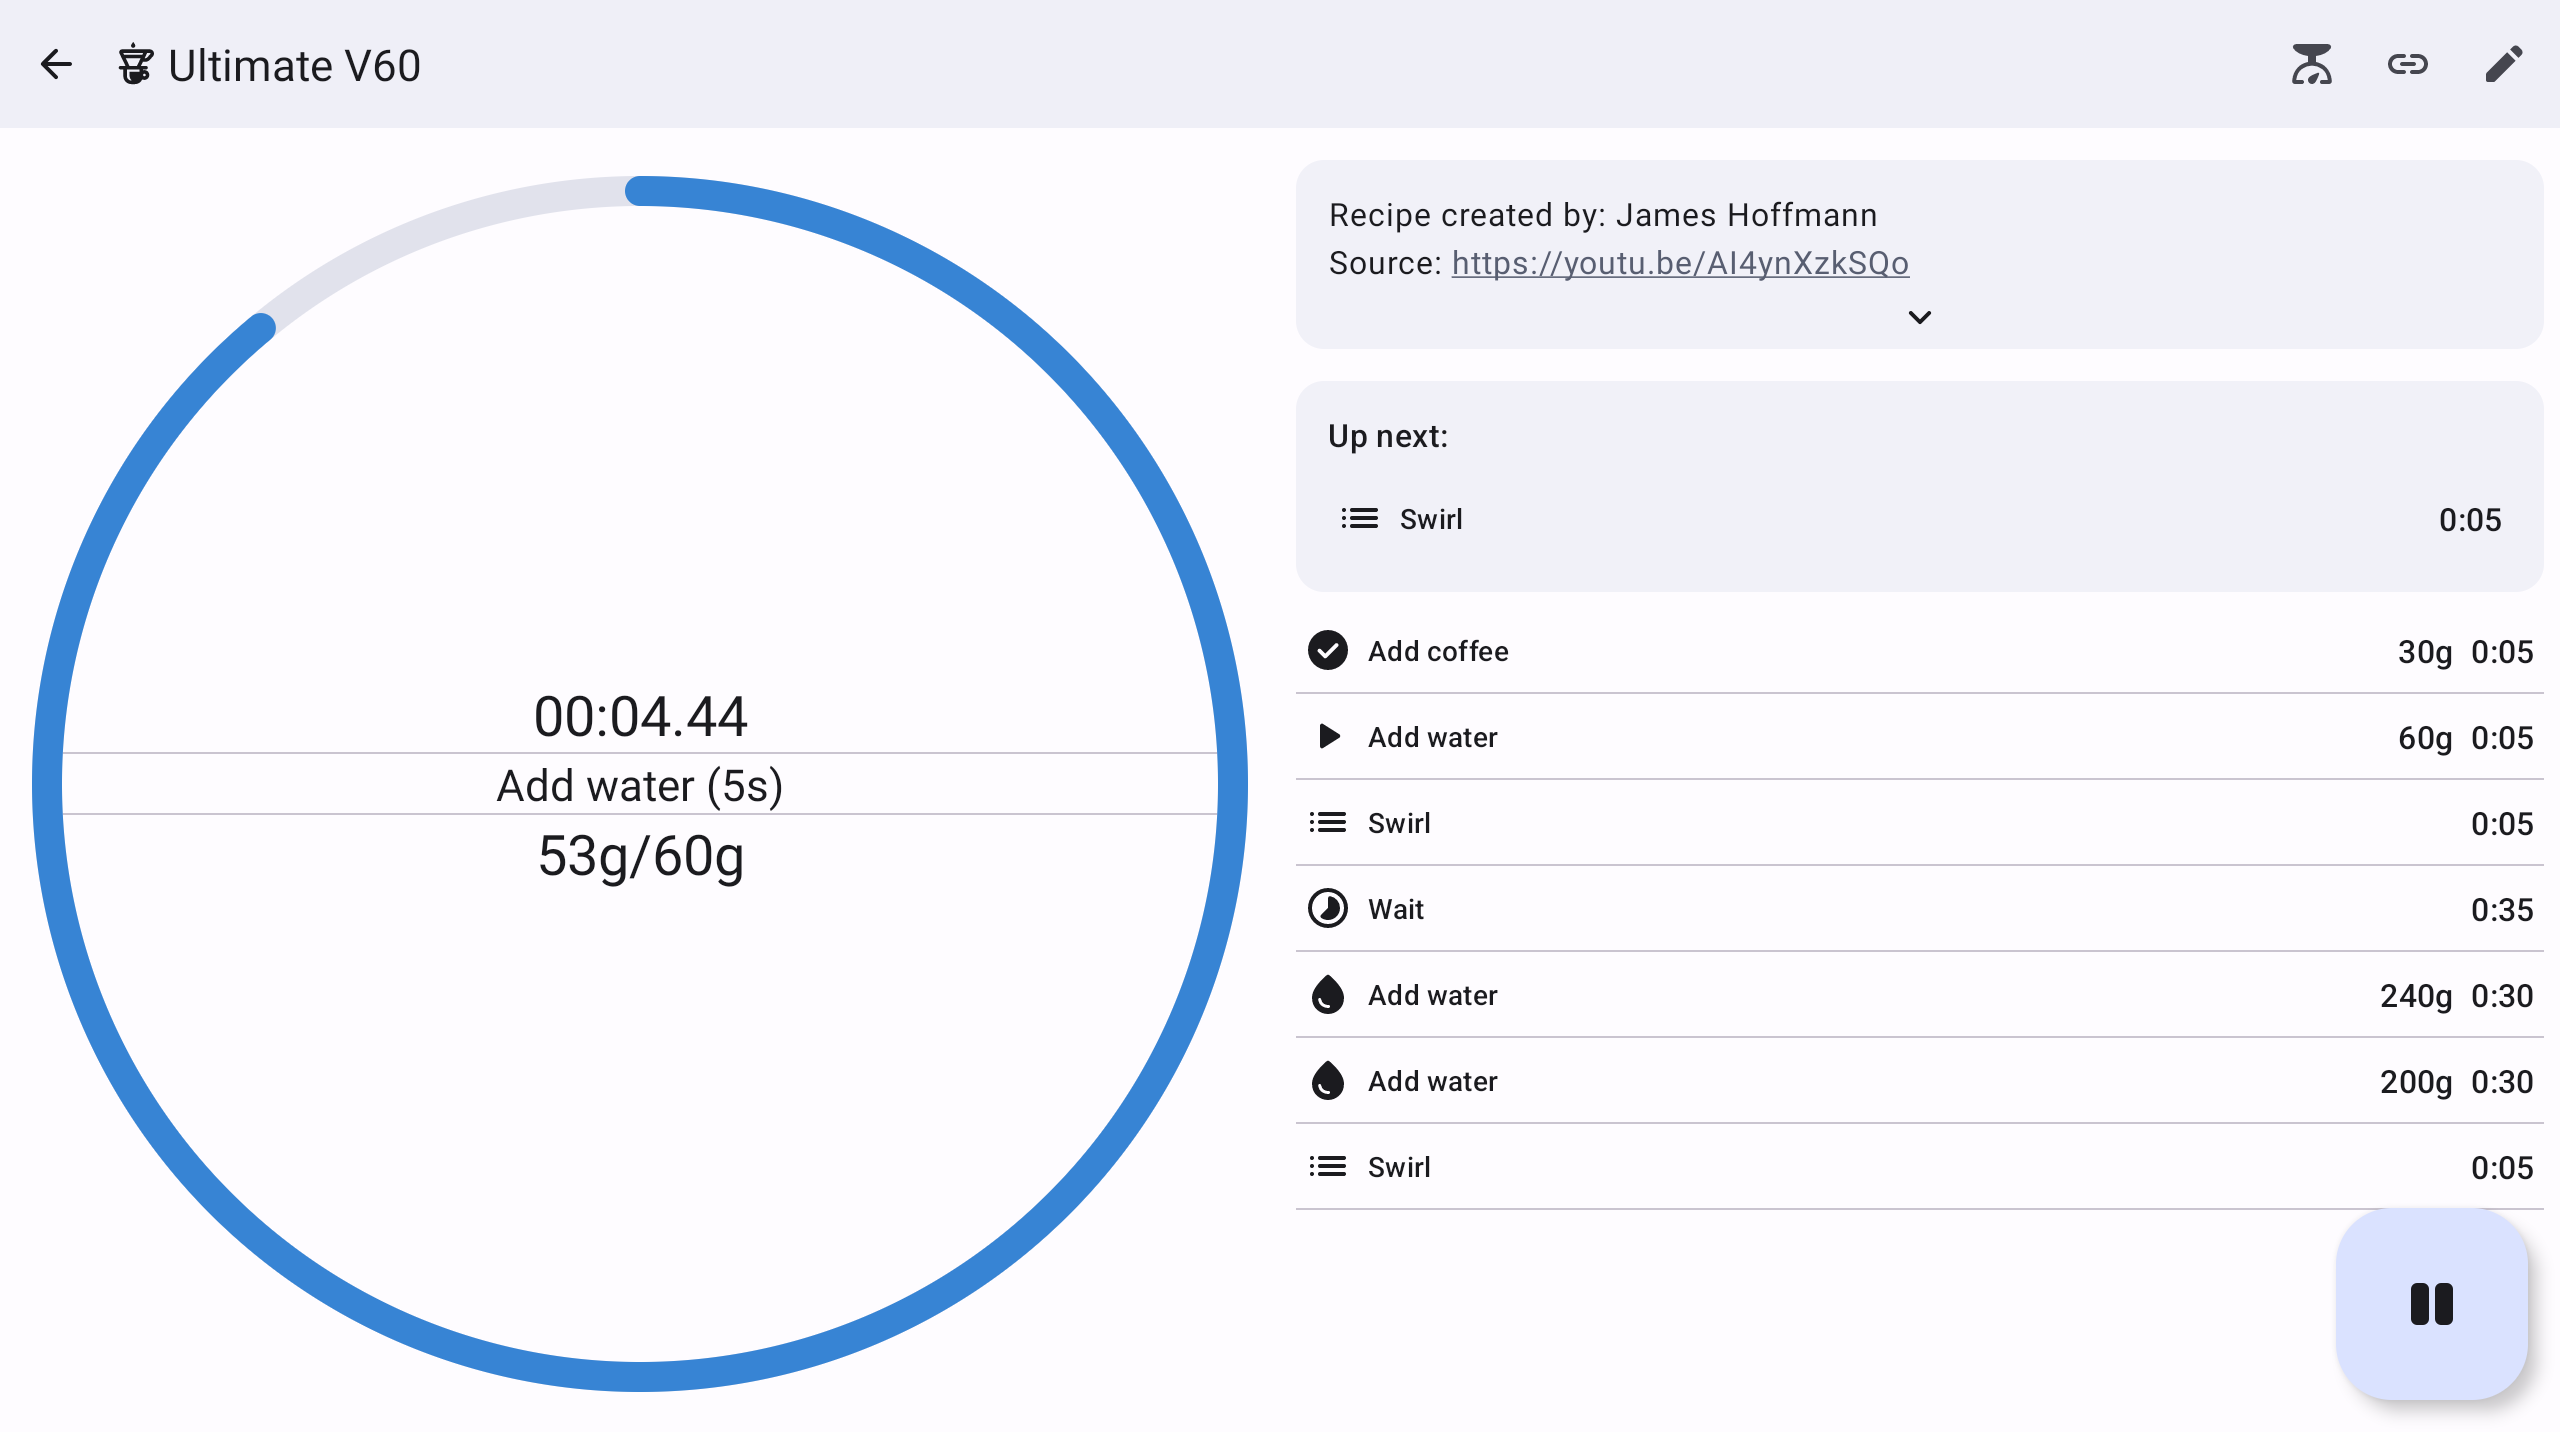 Ultimate V60
00:04.44
Add water (5s)
53g/60g
Recipe created by: James Hoffmann
Source: https://youtu.be/AI4ynXzkSQo
Up next:
Swirl 0:05
Add coffee 30g 0:05
Add water 60g 0:05
Swirl 0:05
Wait 0:35
Add water 240g 0:30
Add water 200g 0:30
Swirl 0:05